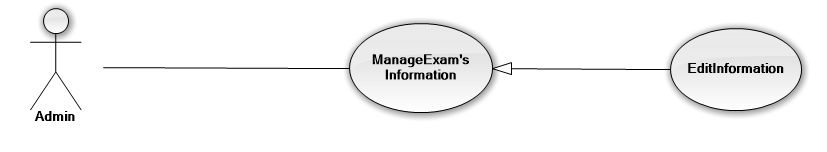 ManageExam's
Information
EditInformation
Admin